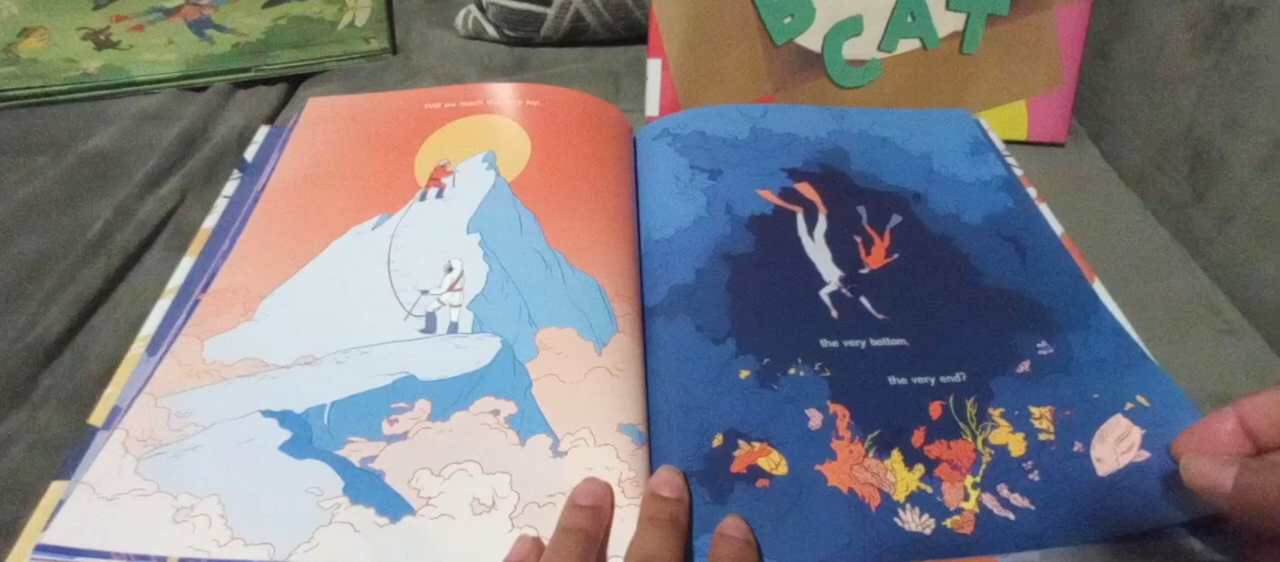 B CAT
Will we reach the very top,
the very bottom,
the very end?